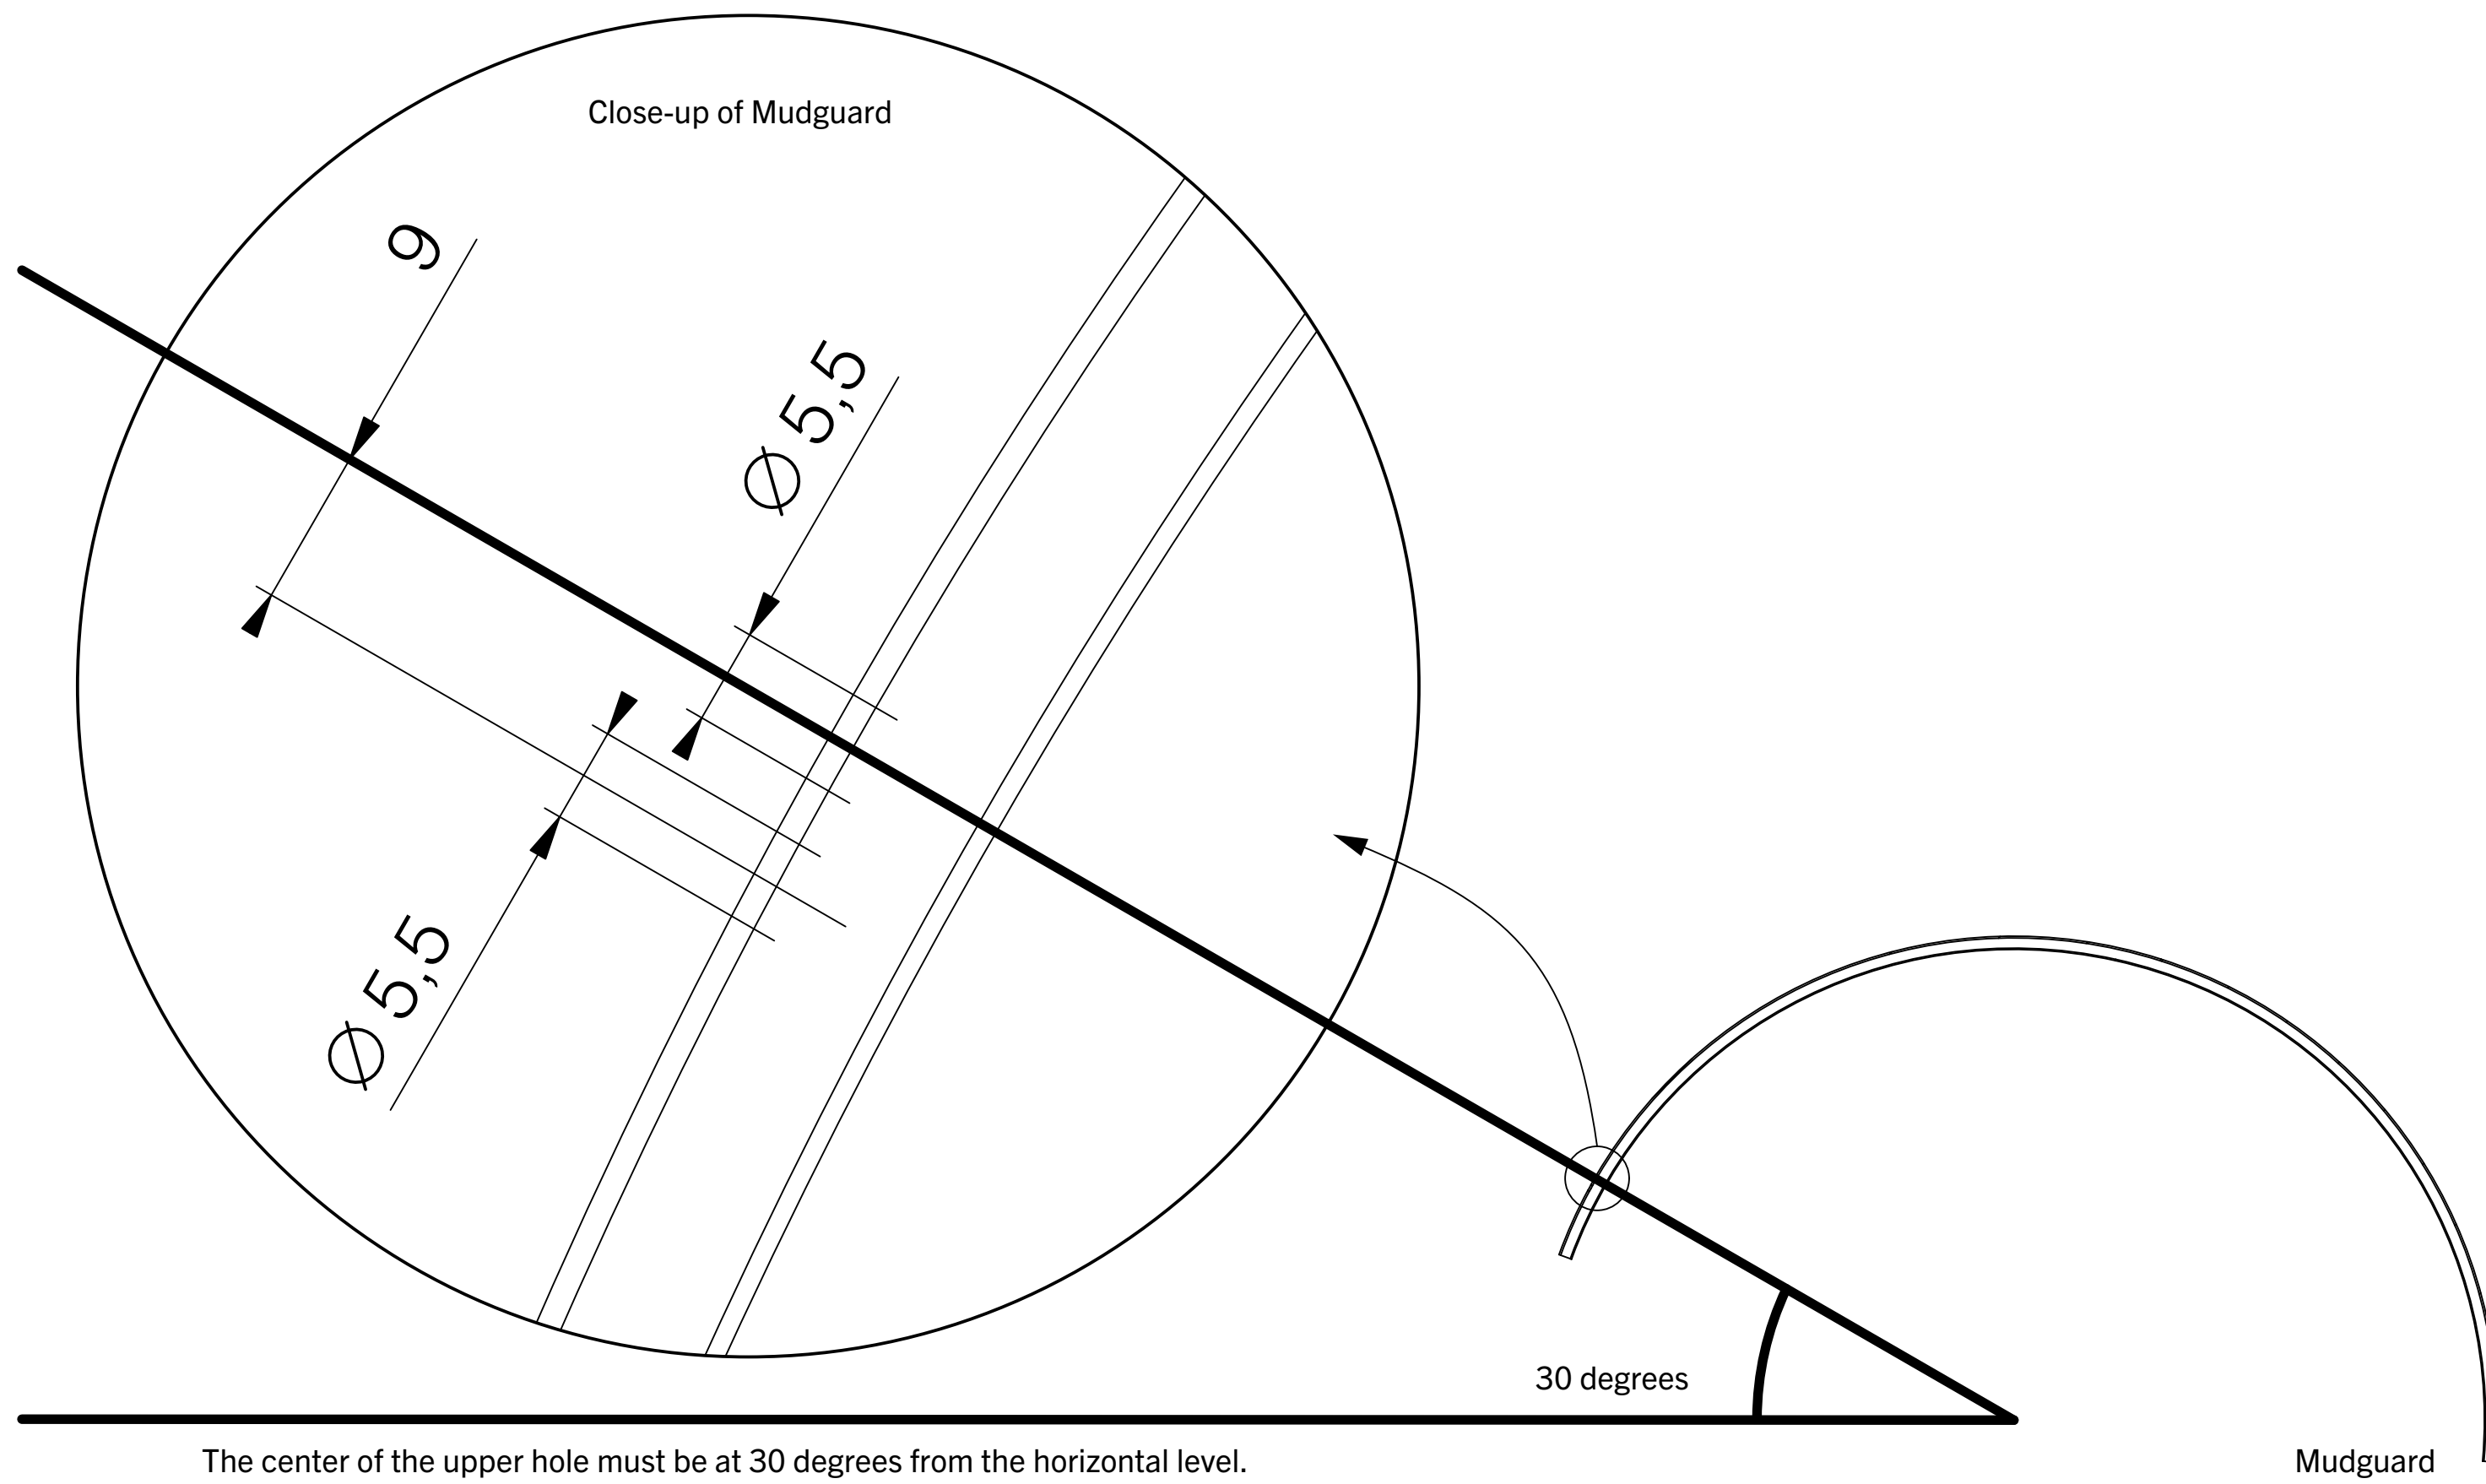 Close-up of Mudguard
9
Ø 5,5
Ø 5,5
30 degrees
The center of the upper hole must be at 30 degrees from the horizontal level.
Mudguard